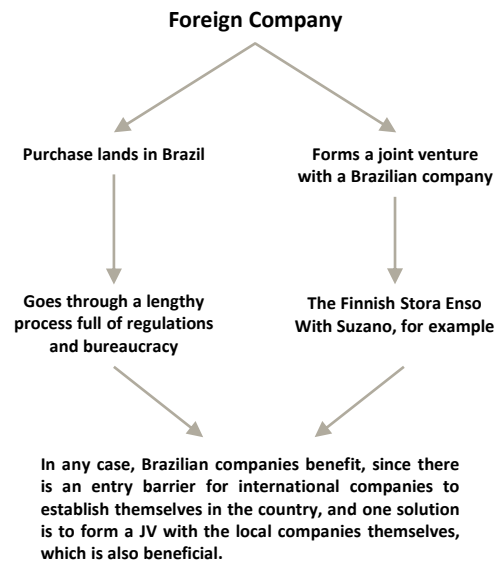 Foreign Company
Purchase lands in Brazil
Forms a joint venture
with a Brazilian company
Goes through a lengthy
process full of regulations
and bureaucracy
The Finnish Stora Enso
With Suzano, for example
In any case, Brazilian companies benefit, since there
is an entry barrier for international companies to
establish themselves in the country, and one solution
is to form a JV with the local companies themselves,
which is also beneficial.